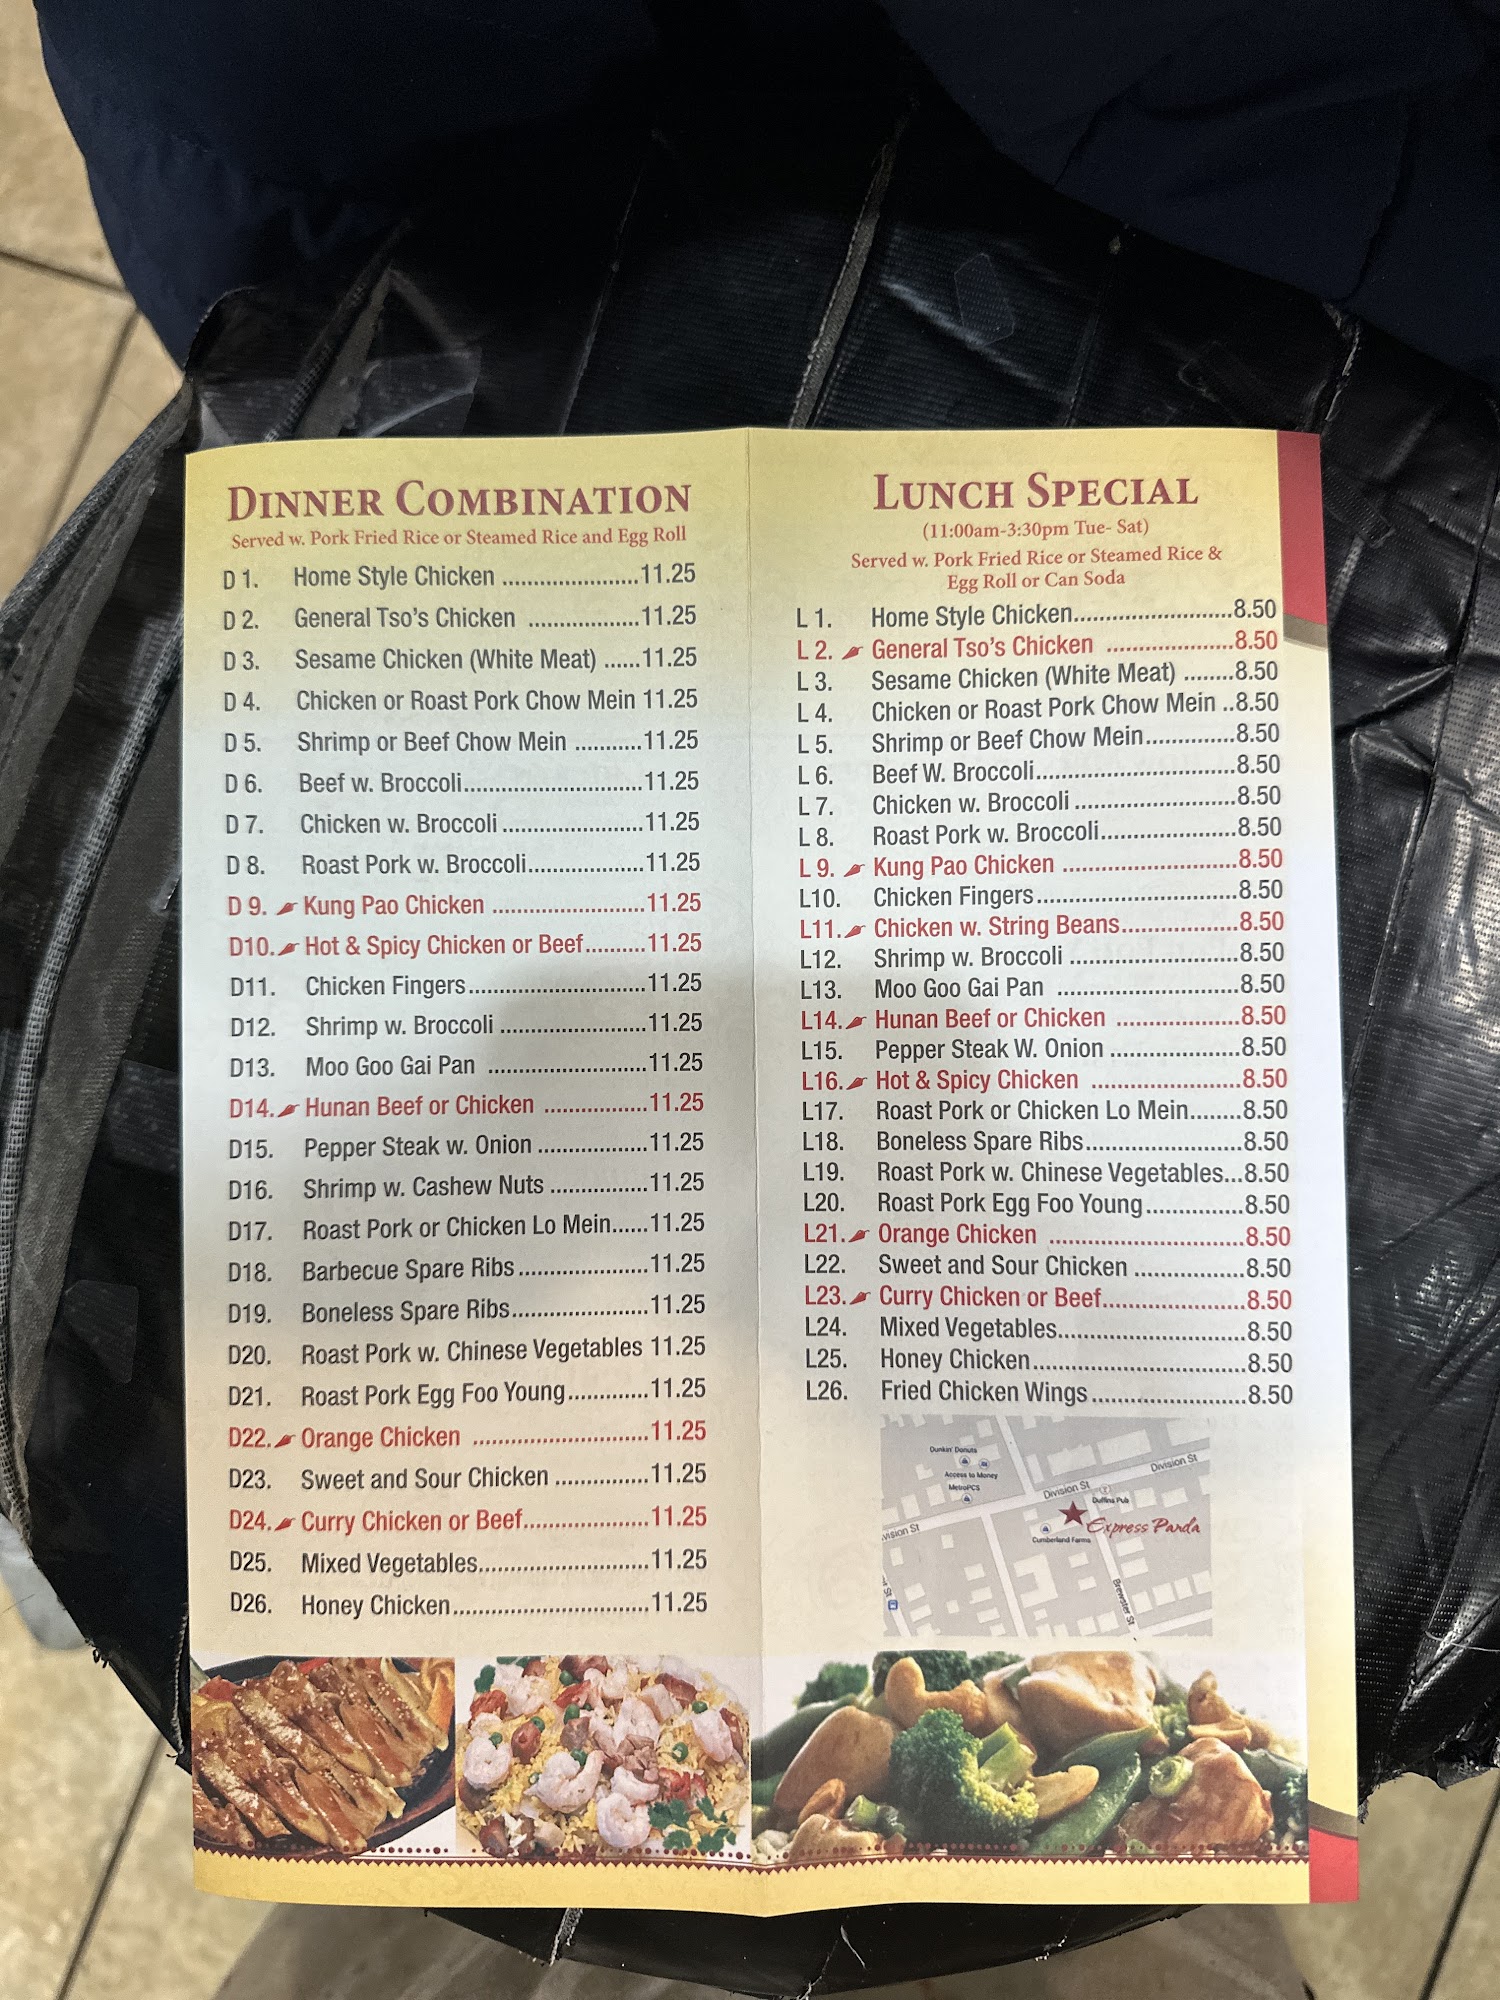 DINNER COMBINATION
Served w. Pork Fried Rice or Steamed Rice and Egg Roll
D 1. Home Style Chicken ......................11.25
D 2. General Tso's Chicken ..................11.25
D 3. Sesame Chicken (White Meat) ......11.25
D 4. Chicken or Roast Pork Chow Mein 11.25
D 5. Shrimp or Beef Chow Mein ...........11.25
D 6. Beef w. Broccoli.............................11.25
D 7. Chicken w. Broccoli .......................11.25
D 8. Roast Pork w. Broccoli...................11.25
D 9. Kung Pao Chicken .........................11.25
D10. Hot & Spicy Chicken or Beef..........11.25
D11. Chicken Fingers.............................11.25
D12. Shrimp w. Broccoli ........................11.25
D13. Moo Goo Gai Pan ..........................11.25
D14. Hunan Beef or Chicken .................11.25
D15. Pepper Steak w. Onion ..................11.25
D16. Shrimp w. Cashew Nuts ................11.25
D17. Roast Pork or Chicken Lo Mein......11.25
D18. Barbecue Spare Ribs.....................11.25
D19. Boneless Spare Ribs......................11.25
D20. Roast Pork w. Chinese Vegetables 11.25
D21. Roast Pork Egg Foo Young.............11.25
D22. Orange Chicken .............................11.25
D23. Sweet and Sour Chicken ...............11.25
D24. Curry Chicken or Beef....................11.25
D25. Mixed Vegetables...........................11.25
D26. Honey Chicken...............................11.25
LUNCH SPECIAL
(11:00am-3:30pm Tue- Sat)
Served w. Pork Fried Rice or Steamed Rice &
Egg Roll or Can Soda
L 1. Home Style Chicken.........................8.50
L 2. General Tso's Chicken ....................8.50
L 3. Sesame Chicken (White Meat) ........8.50
L 4. Chicken or Roast Pork Chow Mein ..8.50
L 5. Shrimp or Beef Chow Mein..............8.50
L 6. Beef W. Broccoli...............................8.50
L 7. Chicken w. Broccoli .........................8.50
L 8. Roast Pork w. Broccoli.....................8.50
L 9. Kung Pao Chicken ...........................8.50
L10. Chicken Fingers...............................8.50
L11. Chicken w. String Beans..................8.50
L12. Shrimp w. Broccoli ..........................8.50
L13. Moo Goo Gai Pan ............................8.50
L14. Hunan Beef or Chicken ...................8.50
L15. Pepper Steak W. Onion ....................8.50
L16. Hot & Spicy Chicken .......................8.50
L17. Roast Pork or Chicken Lo Mein........8.50
L18. Boneless Spare Ribs........................8.50
L19. Roast Pork w. Chinese Vegetables...8.50
L20. Roast Pork Egg Foo Young...............8.50
L21. Orange Chicken ..............................8.50
L22. Sweet and Sour Chicken .................8.50
L23. Curry Chicken or Beef......................8.50
L24. Mixed Vegetables.............................8.50
L25. Honey Chicken.................................8.50
L26. Fried Chicken Wings........................8.50
Dunkin' Donuts
Access to Money
MetroPCS
Division St
Division St
Duffins Pub
Express Panda
Cumberland Farms
vision St
Brewster St